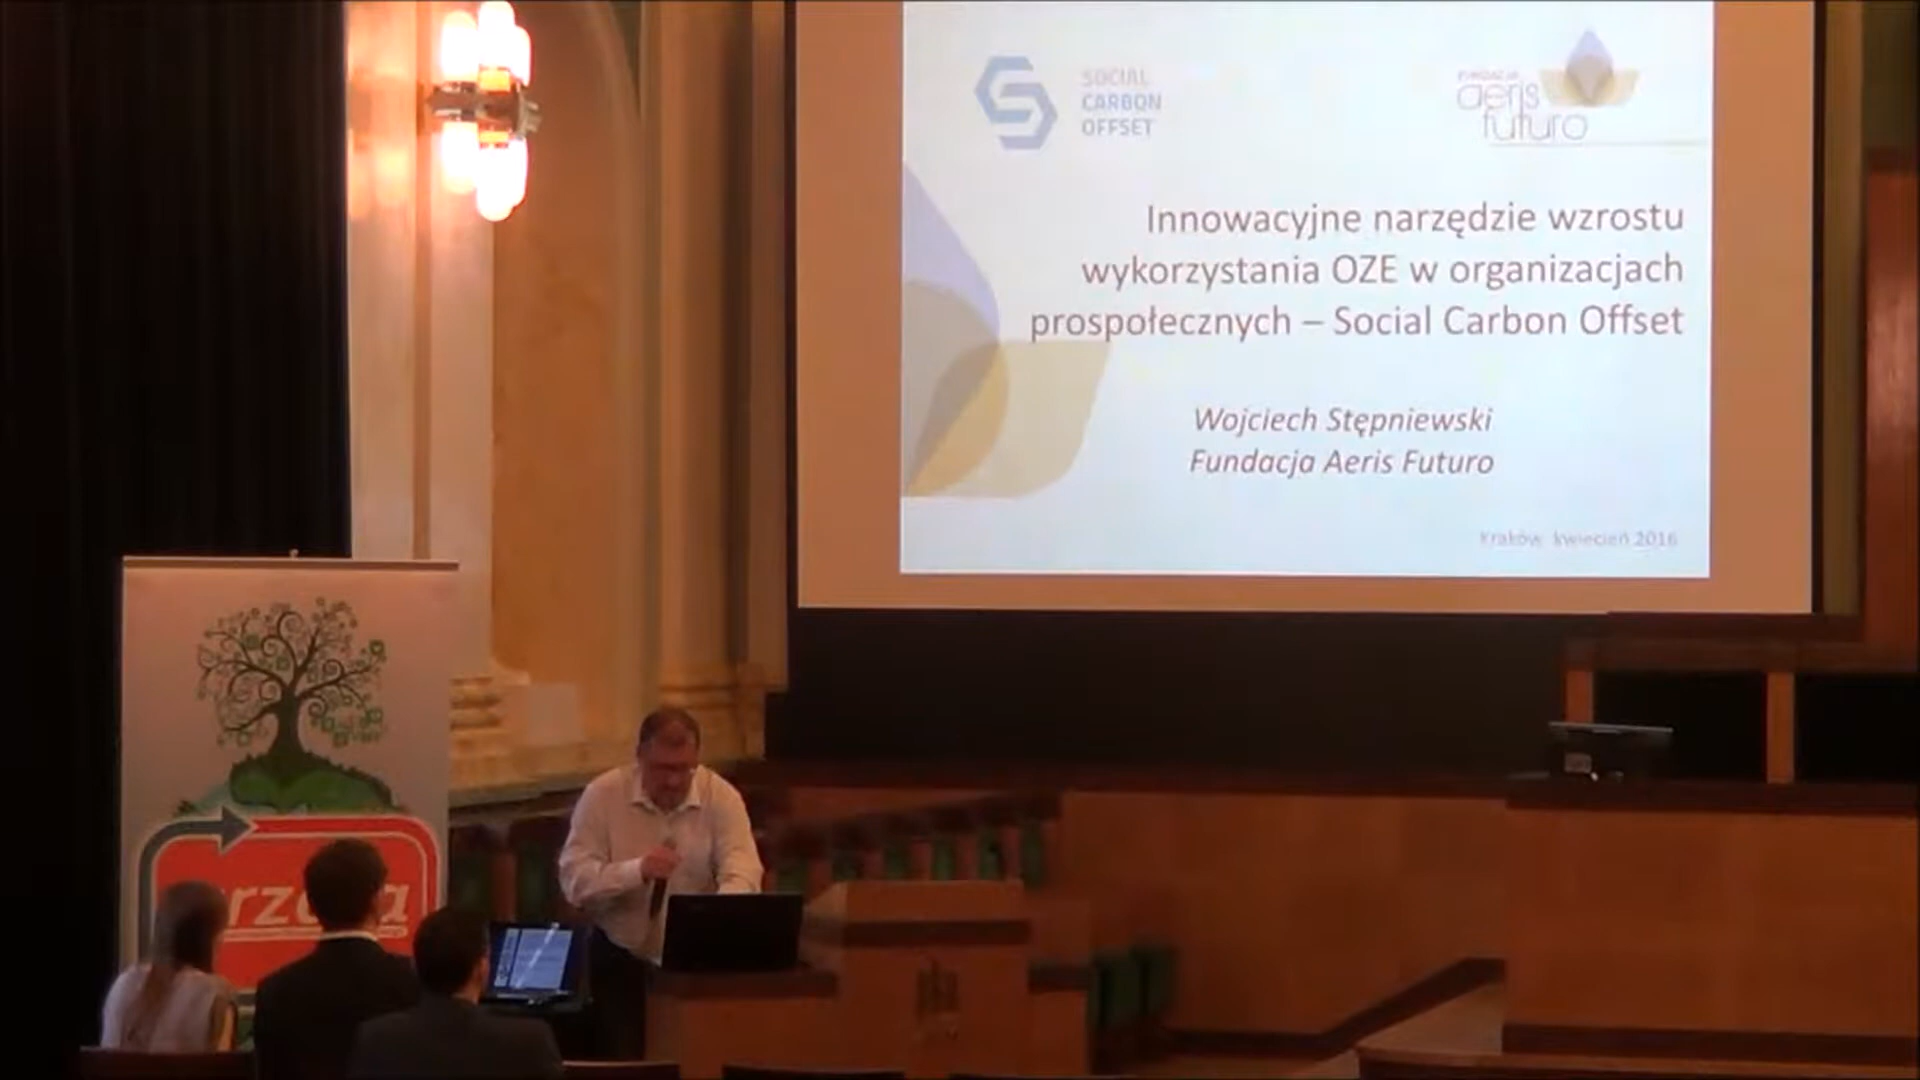 SOCIAL
CARBON
OFFSET
FUNDACJA
aeris
futuro
Innowacyjne narzędzie wzrostu
wykorzystania OZE w organizacjach
prospołecznych – Social Carbon Offset
Wojciech Stępniewski
Fundacja Aeris Futuro
Kraków, kwiecień 2016